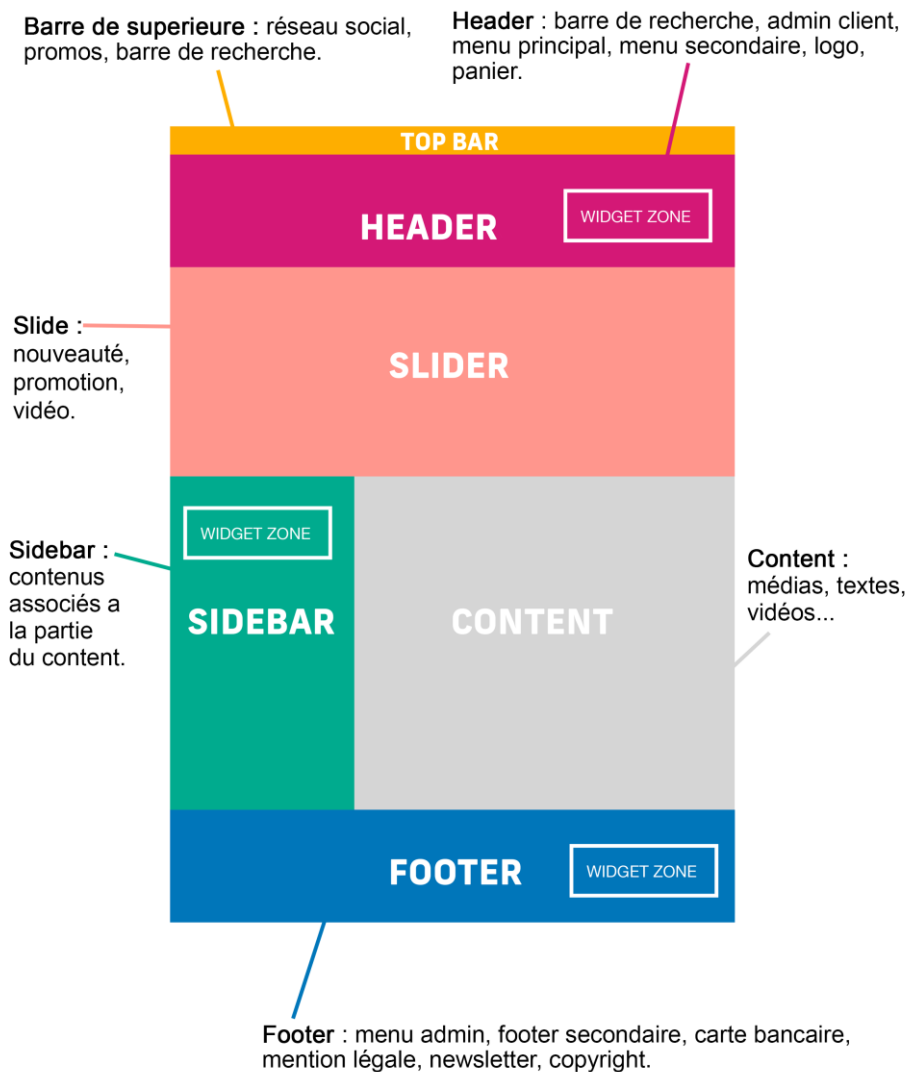 Barre de superieure : réseau social,
promos, barre de recherche.
Header : barre de recherche, admin client,
menu principal, menu secondaire, logo,
panier.
TOP BAR
HEADER
WIDGET ZONE
Slide :
nouveauté,
promotion,
vidéo.
SLIDER
WIDGET ZONE
Sidebar :
contenus
associés a
la partie
du content.
SIDEBAR
CONTENT
Content :
médias, textes,
vidéos...
FOOTER
WIDGET ZONE
Footer : menu admin, footer secondaire, carte bancaire,
mention légale, newsletter, copyright.